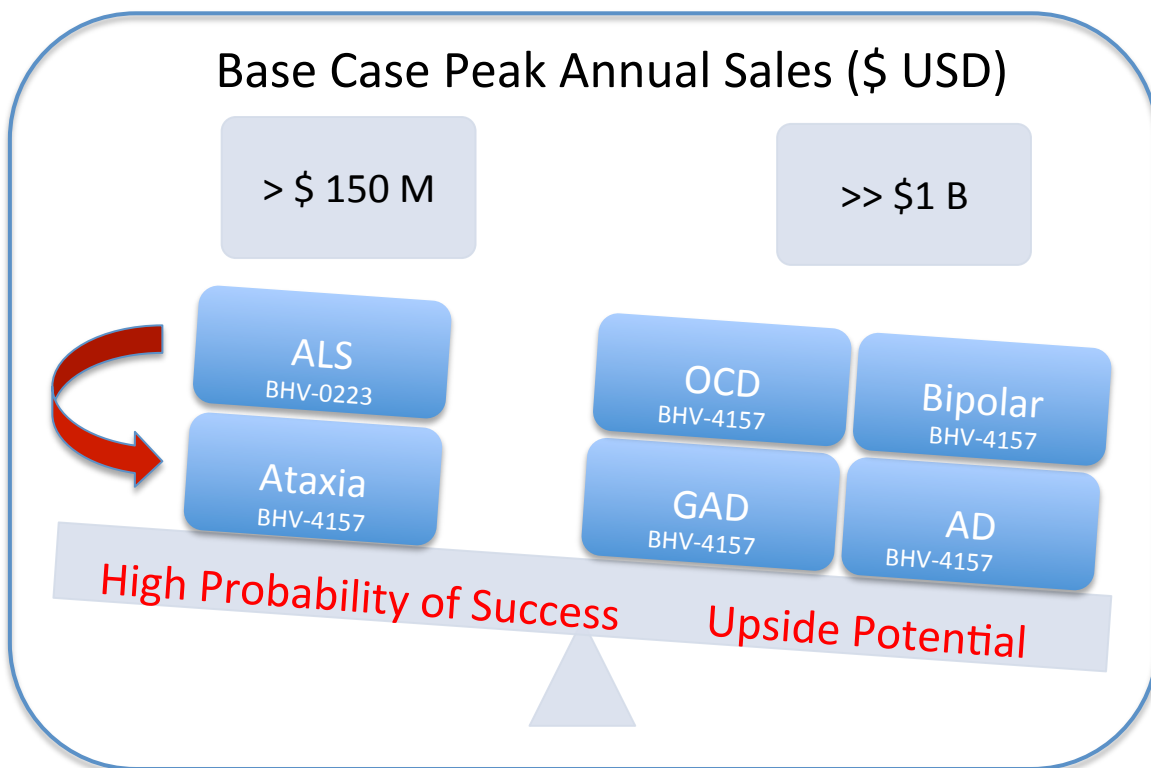 Base Case Peak Annual Sales ($ USD)
> $ 150 M
>> $1 B
ALS
BHV-0223
Ataxia
BHV-4157
OCD
BHV-4157
Bipolar
BHV-4157
GAD
BHV-4157
AD
BHV-4157
High Probability of Success
Upside Potential